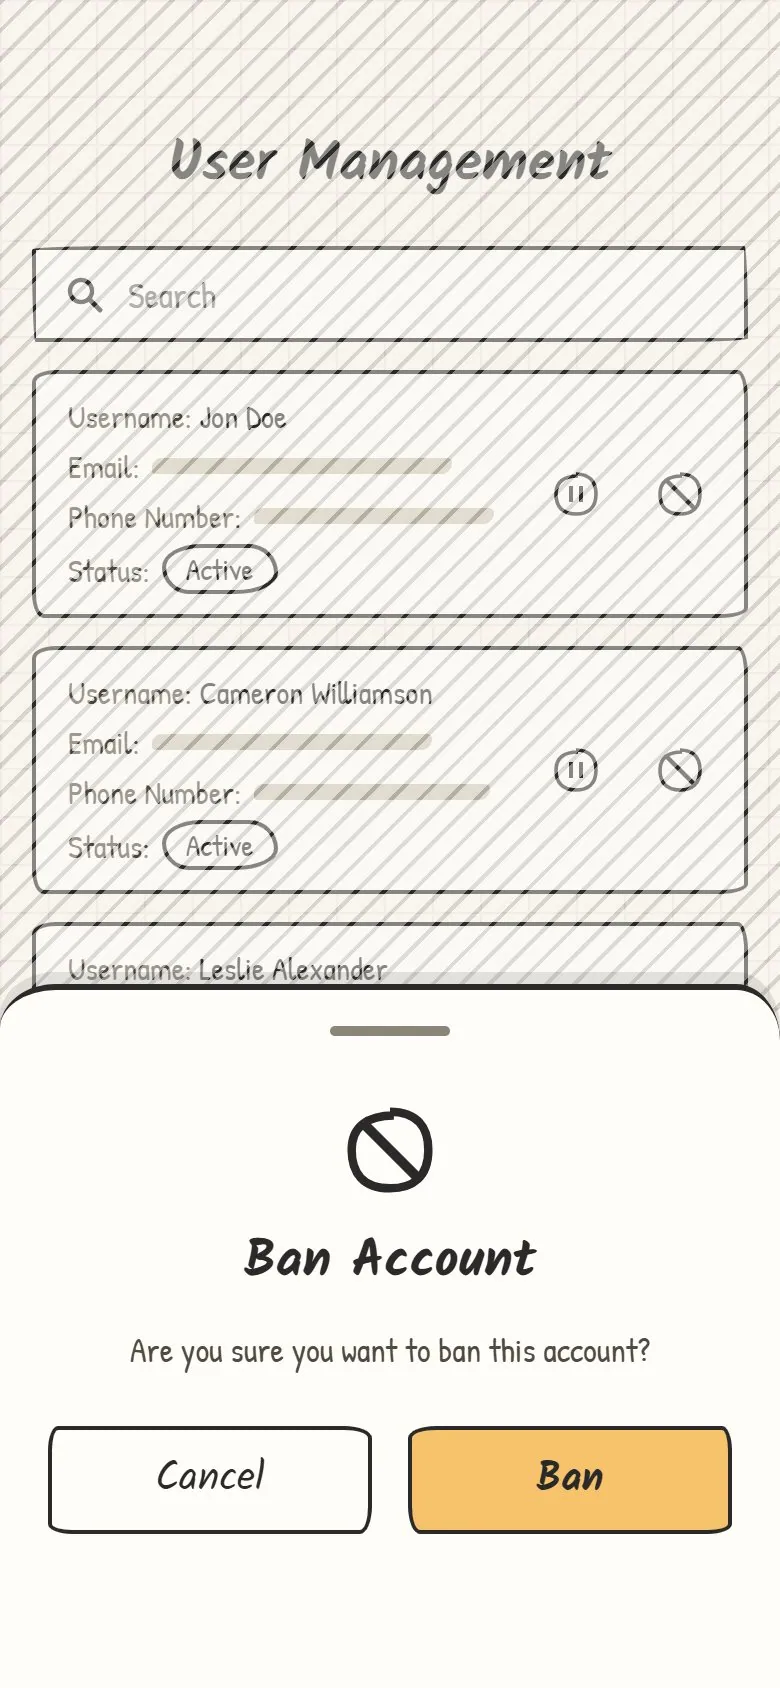 User Management
Search
Username: Jon Doe
Email:
Phone Number:
Status: Active
Username: Cameron Williamson
Email:
Phone Number:
Status: Active
Username: Leslie Alexander
Ban Account
Are you sure you want to ban this account?
Cancel
Ban